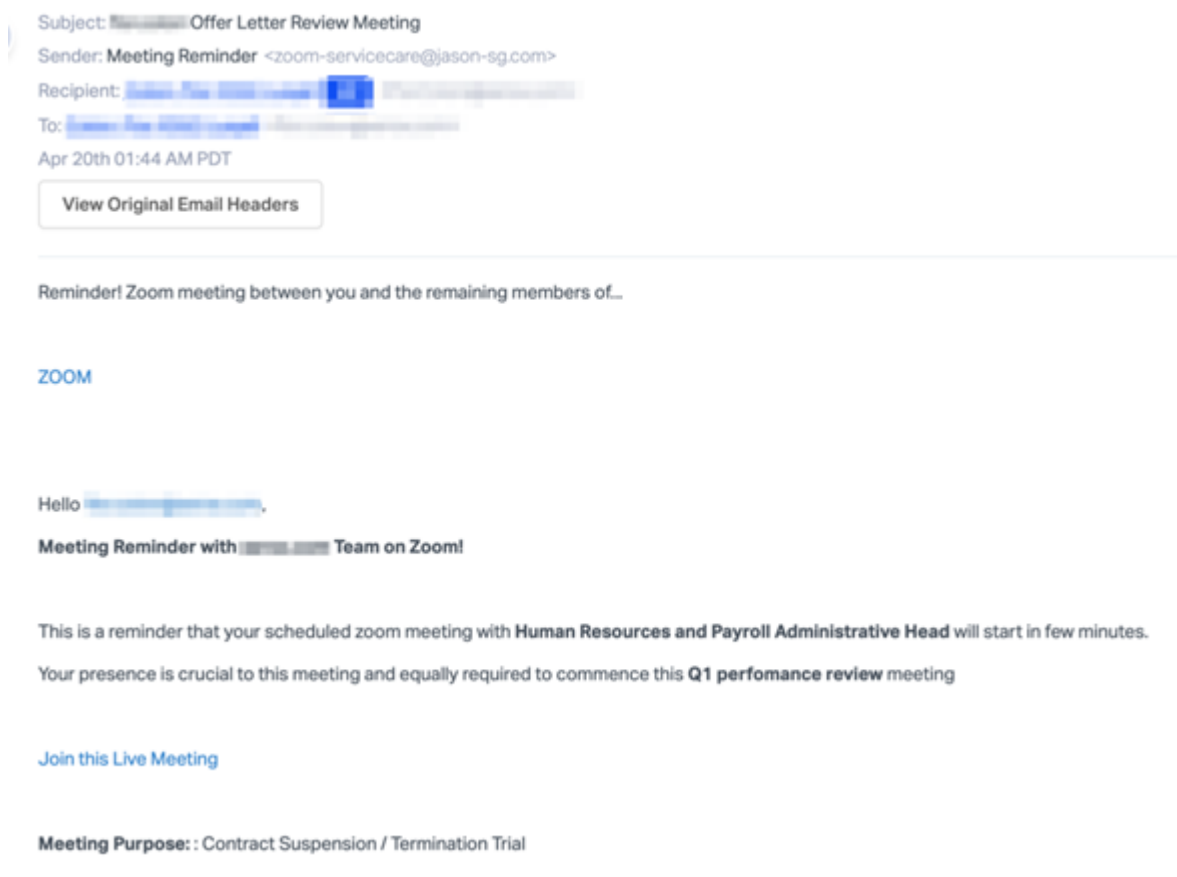 Subject: Offer Letter Review Meeting
Sender: Meeting Reminder <zoom-servicecare@jason-sg.com>
Recipient:
To:
Apr 20th 01:44 AM PDT
View Original Email Headers
Reminder! Zoom meeting between you and the remaining members of...
ZOOM
Hello ,
Meeting Reminder with Team on Zoom!
This is a reminder that your scheduled zoom meeting with Human Resources and Payroll Administrative Head will start in few minutes.
Your presence is crucial to this meeting and equally required to commence this Q1 perfomance review meeting
Join this Live Meeting
Meeting Purpose: : Contract Suspension / Termination Trial